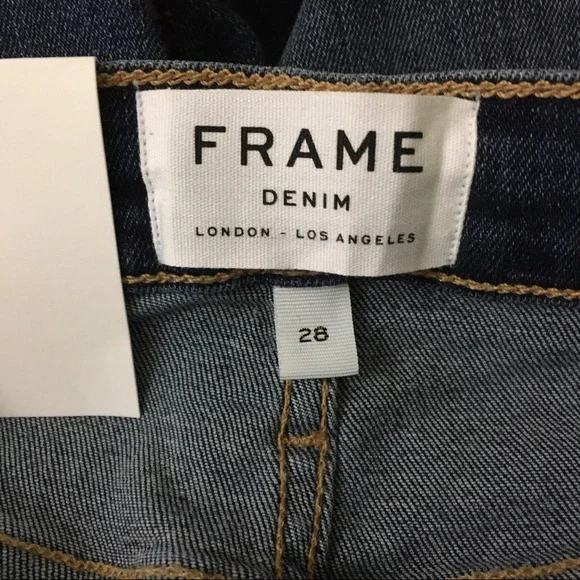 FRAME
DENIM
LONDON - LOS ANGELES
28